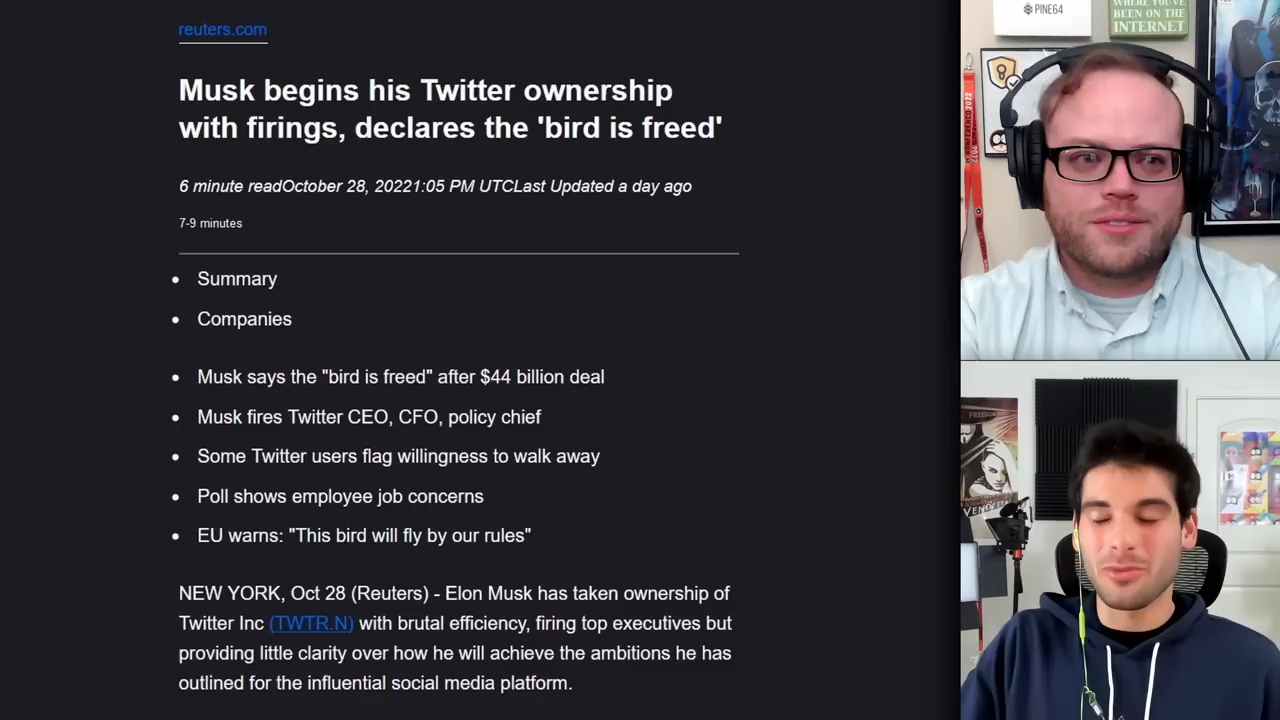 reuters.com
Musk begins his Twitter ownership
with firings, declares the 'bird is freed'
6 minute readOctober 28, 20221:05 PM UTCLast Updated a day ago
7-9 minutes
Summary
Companies
Musk says the "bird is freed" after $44 billion deal
Musk fires Twitter CEO, CFO, policy chief
Some Twitter users flag willingness to walk away
Poll shows employee job concerns
EU warns: "This bird will fly by our rules"
NEW YORK, Oct 28 (Reuters) - Elon Musk has taken ownership of
Twitter Inc (TWTR.N) with brutal efficiency, firing top executives but
providing little clarity over how he will achieve the ambitions he has
outlined for the influential social media platform.
PINE64
WHERE YOU'VE
BEEN ON THE
INTERNET
VENDETTA